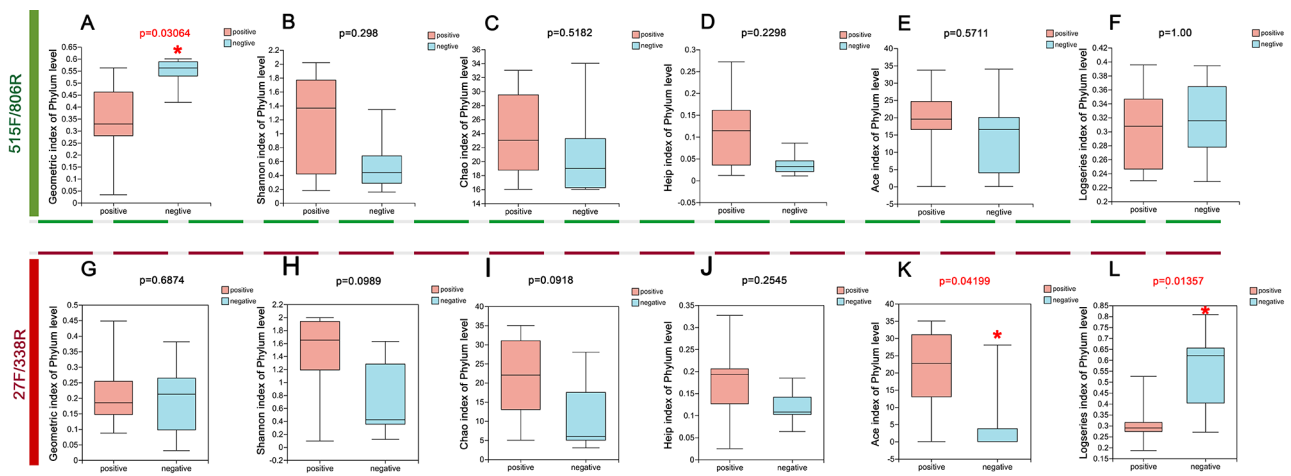 515F/806R
A
p=0.03064
positive
negtive
*
Geometric index of Phylum level
0.65
0.6
0.55
0.5
0.45
0.4
0.35
0.3
0.25
0.2
0.15
0.1
0.05
0
positive
negtive
B
p=0.298
positive
negtive
Shannon index of Phylum level
2.2
2
1.8
1.6
1.4
1.2
1
0.8
0.6
0.4
0.2
0
positive
negtive
C
p=0.5182
positive
negtive
Chao index of Phylum level
36
34
32
30
28
26
24
22
20
18
16
14
positive
negtive
D
p=0.2298
positive
negtive
Heip index of Phylum level
0.3
0.25
0.2
0.15
0.1
0.05
0
-0.05
positive
negtive
E
p=0.5711
positive
negtive
Ace index of Phylum level
40
35
30
25
20
15
10
5
0
-5
positive
negtive
F
p=1.00
positive
negtive
Logseries index of Phylum level
0.42
0.4
0.38
0.36
0.34
0.32
0.3
0.28
0.26
0.24
0.22
0.2
positive
negtive
27F/338R
G
p=0.6874
positive
negative
Geometric index of Phylum level
0.5
0.45
0.4
0.35
0.3
0.25
0.2
0.15
0.1
0.05
0
positive
negative
H
p=0.0989
positive
negative
Shannon index of Phylum level
2.2
2
1.8
1.6
1.4
1.2
1
0.8
0.6
0.4
0.2
0
-0.2
positive
negative
I
p=0.0918
positive
negative
Chao index of Phylum level
40
35
30
25
20
15
10
5
0
positive
negative
J
p=0.2545
positive
negative
Heip index of Phylum level
0.35
0.3
0.25
0.2
0.15
0.1
0.05
0
positive
negative
K
p=0.04199
positive
negative
*
Ace index of Phylum level
40
35
30
25
20
15
10
5
0
-5
positive
negative
L
p=0.01357
positive
negative
*
Logseries index of Phylum level
0.85
0.8
0.75
0.7
0.65
0.6
0.55
0.5
0.45
0.4
0.35
0.3
0.25
0.2
0.15
positive
negative